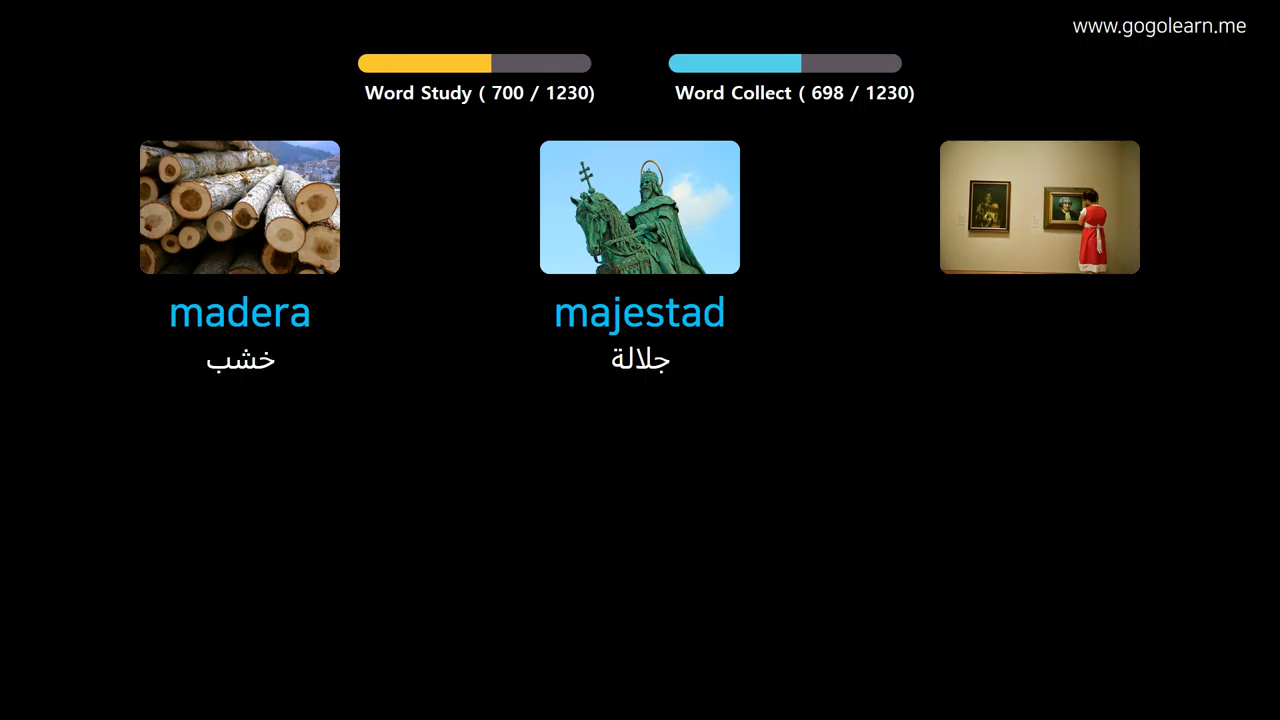 www.gogolearn.me
Word Study ( 700 / 1230)
Word Collect ( 698 / 1230)
madera
خشب
majestad
جلالة